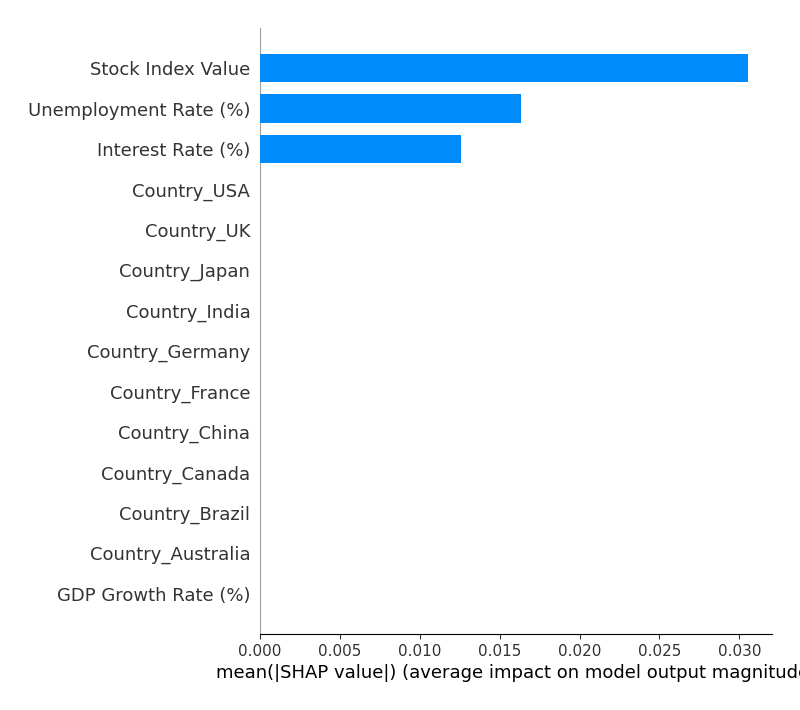 Stock Index Value
Unemployment Rate (%)
Interest Rate (%)
Country_USA
Country_UK
Country_Japan
Country_India
Country_Germany
Country_France
Country_China
Country_Canada
Country_Brazil
Country_Australia
GDP Growth Rate (%)
0.000 0.005 0.010 0.015 0.020 0.025 0.030
mean(|SHAP value|) (average impact on model output magnitude